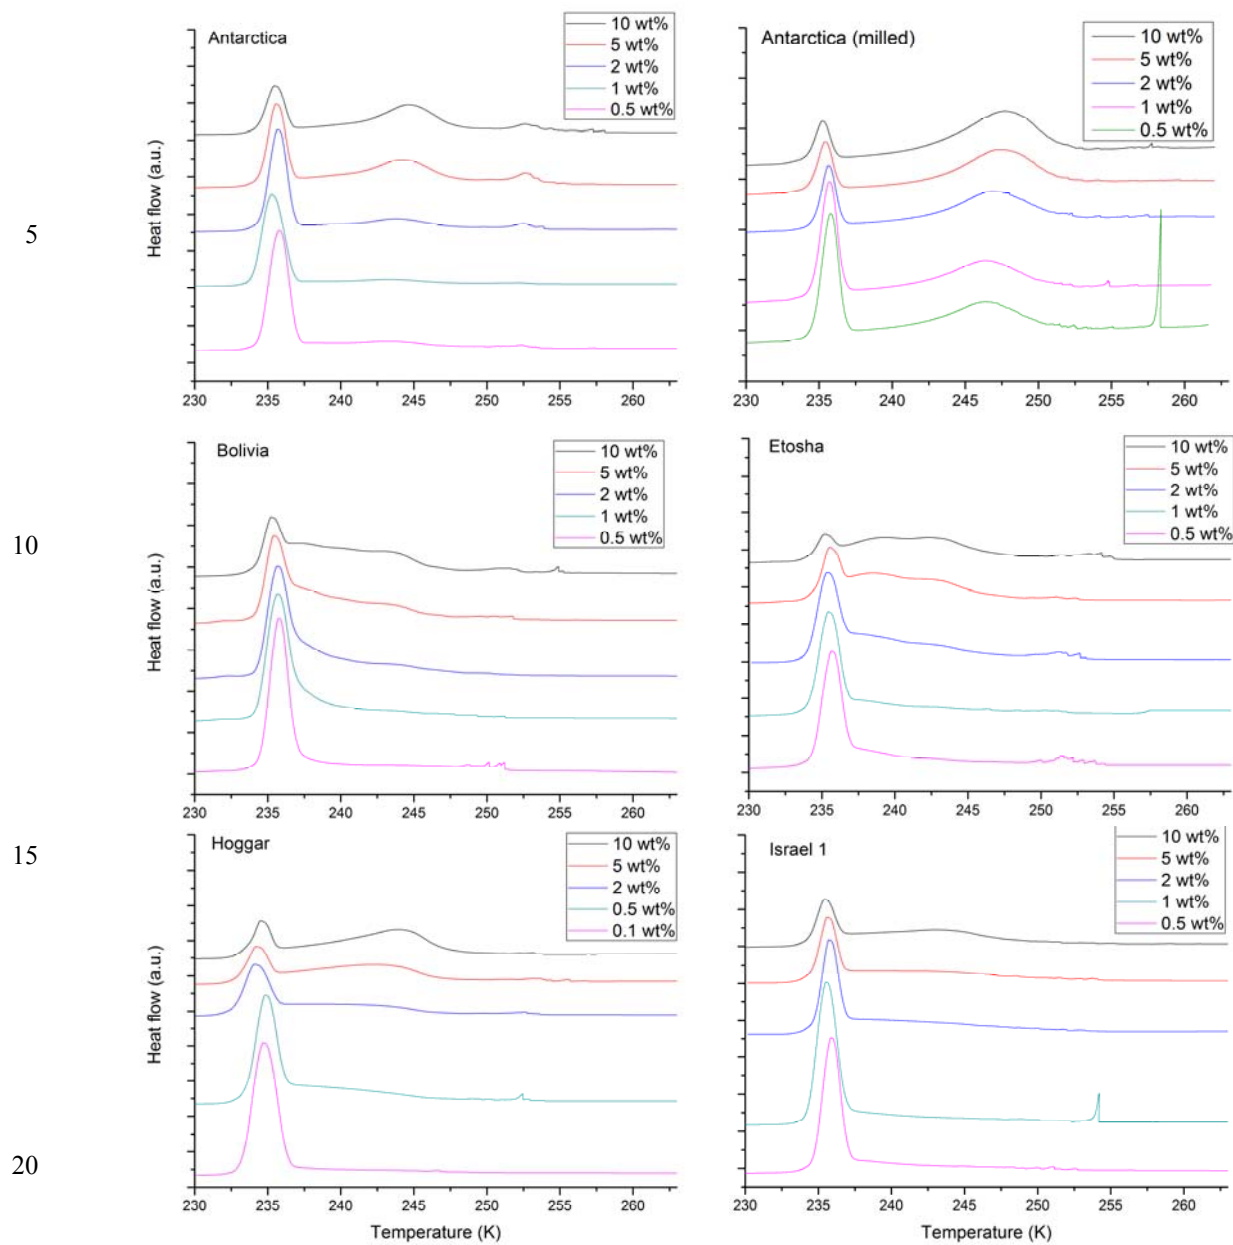 Antarctica
10 wt%
5 wt%
2 wt%
1 wt%
0.5 wt%
Heat flow (a.u.)
5
230 235 240 245 250 255 260
Antarctica (milled)
10 wt%
5 wt%
2 wt%
1 wt%
0.5 wt%
230 235 240 245 250 255 260
Bolivia
10 wt%
5 wt%
2 wt%
1 wt%
0.5 wt%
Heat flow (a.u.)
10
230 235 240 245 250 255 260
Etosha
10 wt%
5 wt%
2 wt%
1 wt%
0.5 wt%
230 235 240 245 250 255 260
Hoggar
10 wt%
5 wt%
2 wt%
0.5 wt%
0.1 wt%
Heat flow (a.u.)
15
20
230 235 240 245 250 255 260
Temperature (K)
Israel 1
10 wt%
5 wt%
2 wt%
1 wt%
0.5 wt%
230 235 240 245 250 255 260
Temperature (K)